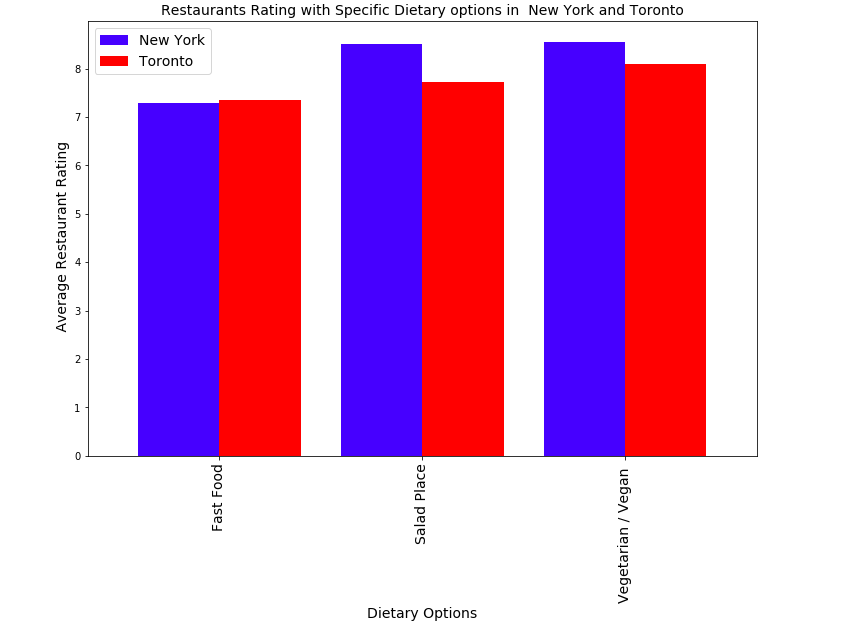 Restaurants Rating with Specific Dietary options in  New York and Toronto
New York
Toronto
Average Restaurant Rating
8
7
6
5
4
3
2
1
0
Fast Food
Salad Place
Vegetarian / Vegan
Dietary Options